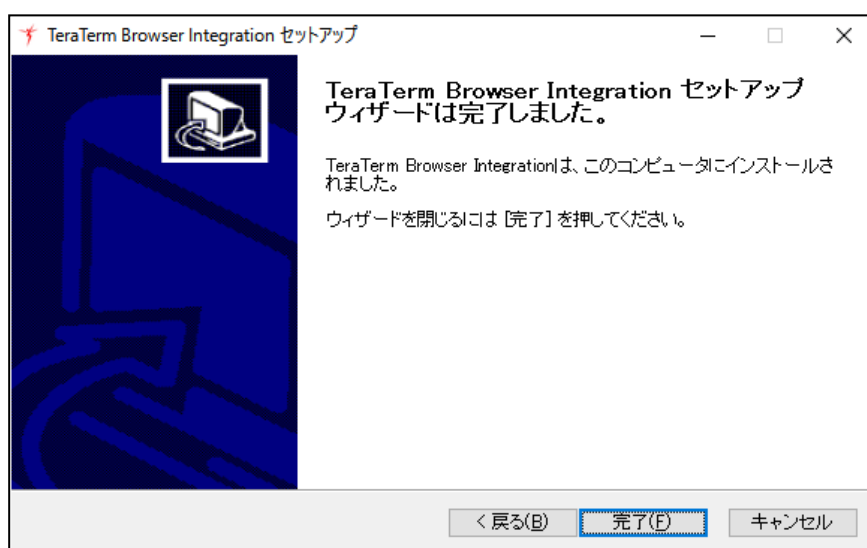 TeraTerm Browser Integration セットアップ
TeraTerm Browser Integration セットアップ
ウィザードは完了しました。
TeraTerm Browser Integrationは、このコンピュータにインストールさ
れました。
ウィザードを閉じるには [完了] を押してください。
< 戻る(B) 完了(F) キャンセル